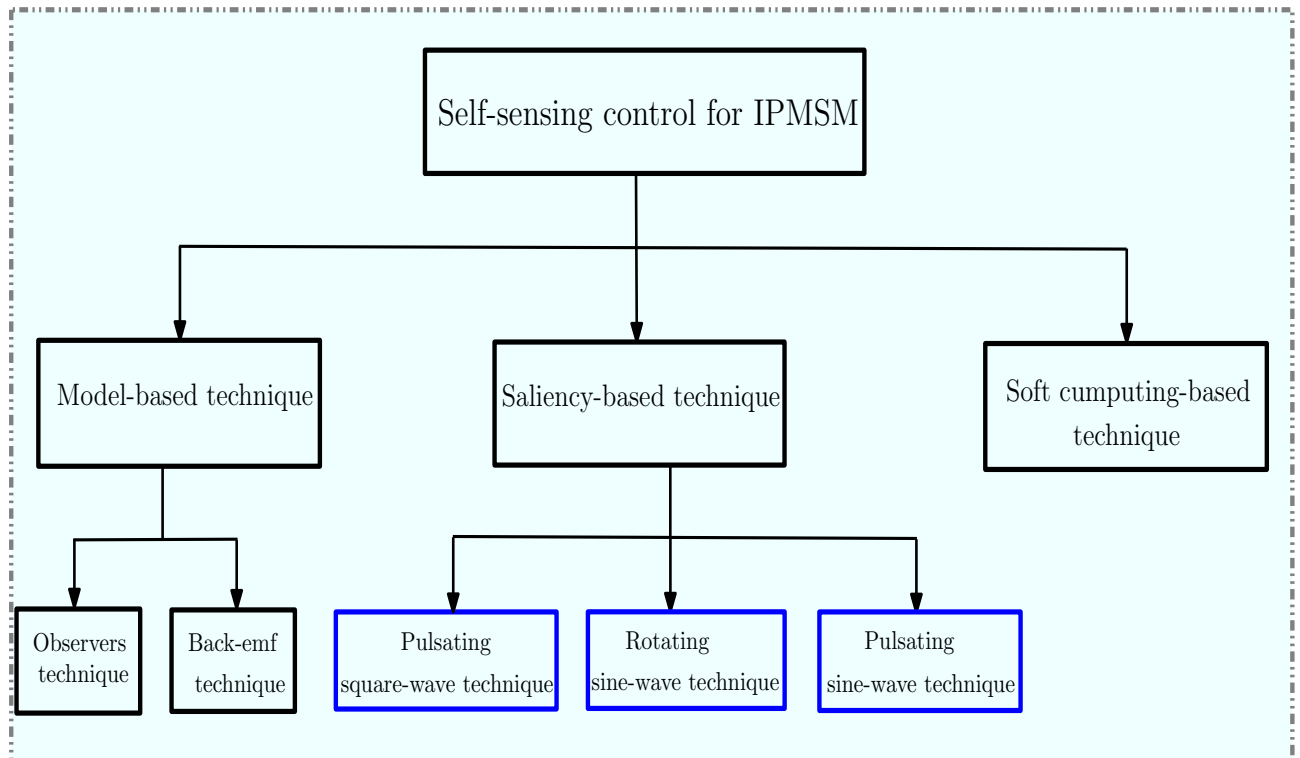 Self-sensing control for IPMSM
Model-based technique
Saliency-based technique
Soft cumputing-based
technique
Observers
technique
Back-emf
technique
Pulsating
square-wave technique
Rotating
sine-wave technique
Pulsating
sine-wave technique